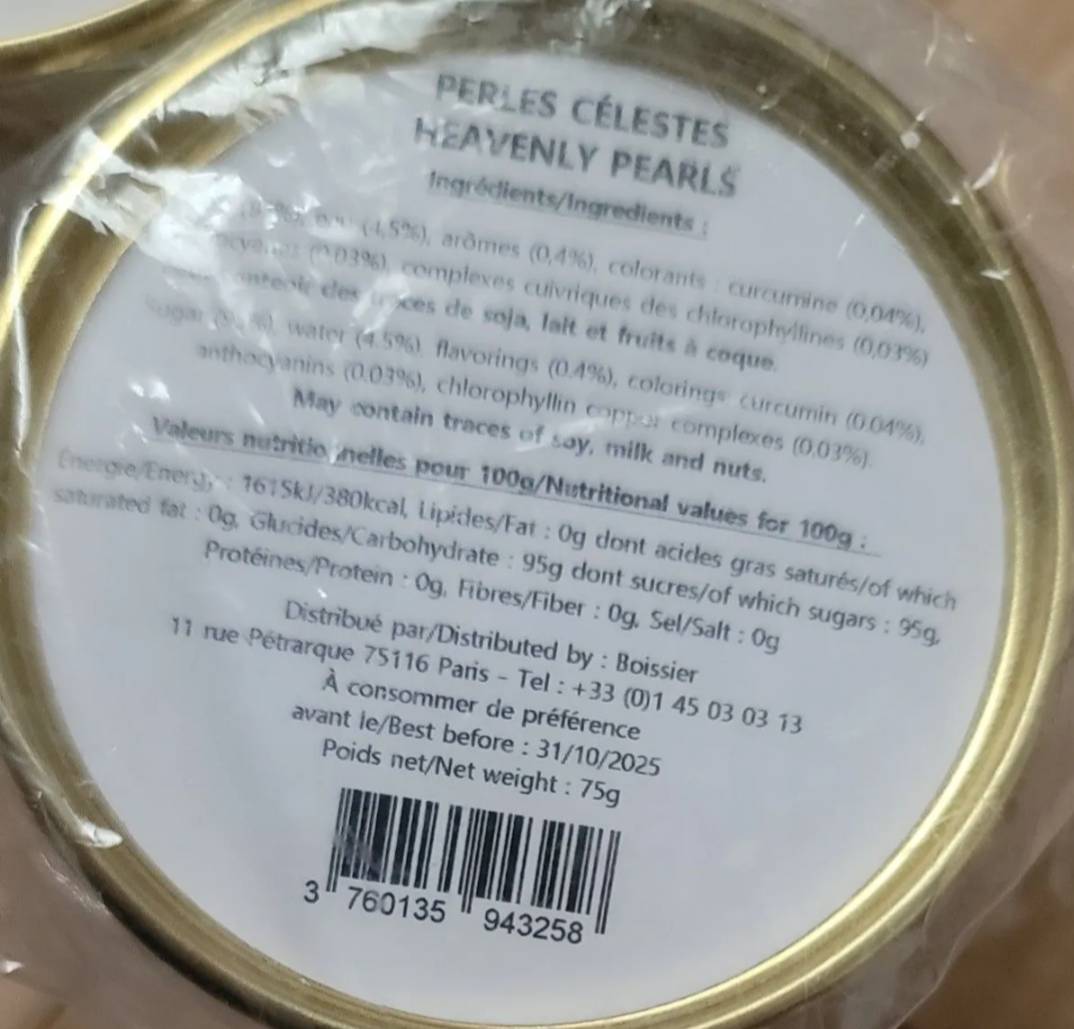 PERLES CÉLESTES
HEAVENLY PEARLS
Ingrédients/Ingredients :
(4,5%), arômes (0,4%), colorants : curcumine (0,04%),
complexes cuivriques des chlorophyllines (0,03%)
des traces de soja, lait et fruits à coque.
water (4.5%), flavorings (0.4%), colorings: curcumin (0.04%),
anthocyanins (0.03%), chlorophyllin copper complexes (0,03%).
May contain traces of soy, milk and nuts.
Valeurs nutritionnelles pour 100g/Nutritional values for 100g :
Énergie/Energy : 1615kJ/380kcal, Lipides/Fat : 0g dont acides gras saturés/of which
saturated fat : 0g, Glucides/Carbohydrate : 95g dont sucres/of which sugars : 95g,
Protéines/Protein : 0g, Fibres/Fiber : 0g, Sel/Salt : 0g
Distribué par/Distributed by : Boissier
11 rue Pétrarque 75116 Paris - Tel : +33 (0)1 45 03 03 13
À consommer de préférence
avant le/Best before : 31/10/2025
Poids net/Net weight : 75g
3 760135 943258